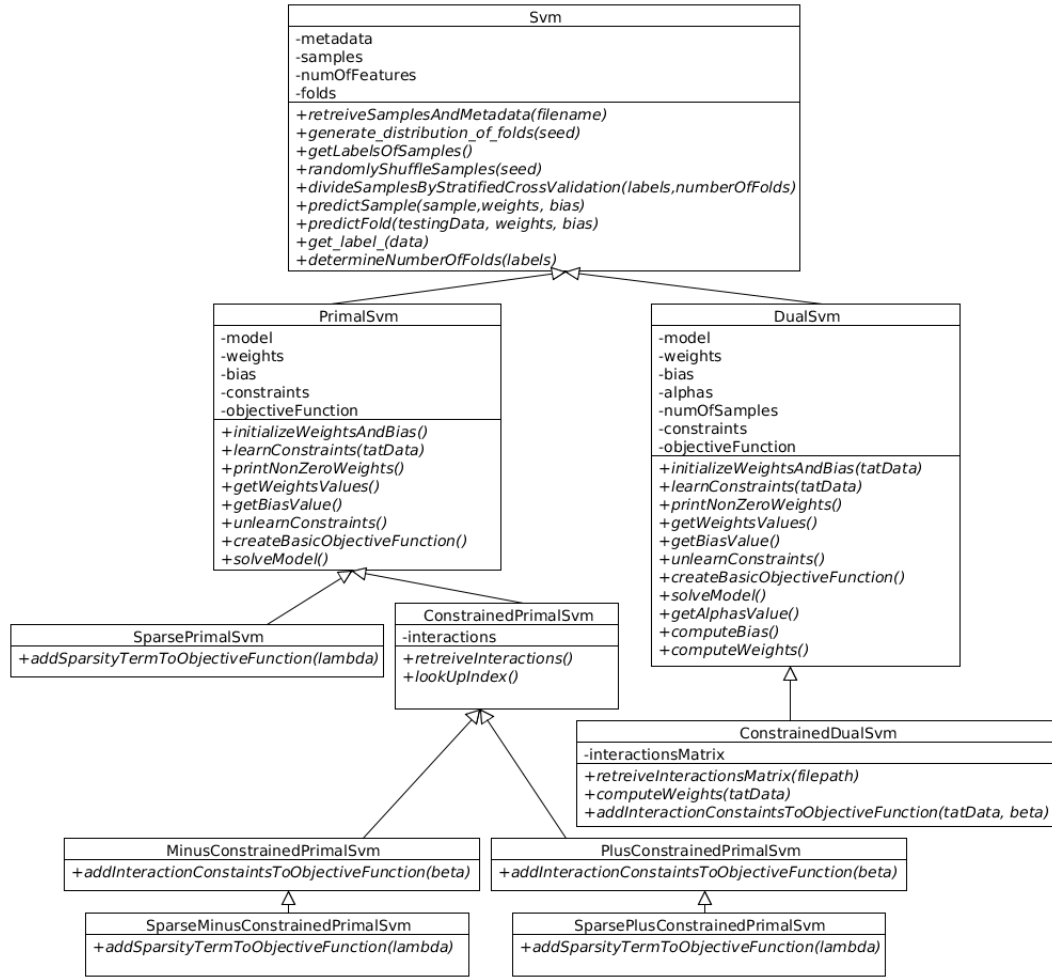 Svm
-metadata
-samples
-numOfFeatures
-folds
+retreiveSamplesAndMetadata(filename)
+generate_distribution_of_folds(seed)
+getLabelsOfSamples()
+randomlyShuffleSamples(seed)
+divideSamplesByStratifiedCrossValidation(labels,numberOfFolds)
+predictSample(sample,weights, bias)
+predictFold(testingData, weights, bias)
+get_label_(data)
+determineNumberOfFolds(labels)
PrimalSvm
-model
-weights
-bias
-constraints
-objectiveFunction
+initializeWeightsAndBias()
+learnConstraints(tatData)
+printNonZeroWeights()
+getWeightsValues()
+getBiasValue()
+unlearnConstraints()
+createBasicObjectiveFunction()
+solveModel()
DualSvm
-model
-weights
-bias
-alphas
-numOfSamples
-constraints
-objectiveFunction
+initializeWeightsAndBias(tatData)
+learnConstraints(tatData)
+printNonZeroWeights()
+getWeightsValues()
+getBiasValue()
+unlearnConstraints()
+createBasicObjectiveFunction()
+solveModel()
+getAlphasValue()
+computeBias()
+computeWeights()
SparsePrimalSvm
+addSparsityTermToObjectiveFunction(lambda)
ConstrainedPrimalSvm
-interactions
+retreiveInteractions()
+lookUpIndex()
ConstrainedDualSvm
-interactionsMatrix
+retreiveInteractionsMatrix(filepath)
+computeWeights(tatData)
+addInteractionConstaintsToObjectiveFunction(tatData, beta)
MinusConstrainedPrimalSvm
+addInteractionConstaintsToObjectiveFunction(beta)
PlusConstrainedPrimalSvm
+addInteractionConstaintsToObjectiveFunction(beta)
SparseMinusConstrainedPrimalSvm
+addSparsityTermToObjectiveFunction(lambda)
SparsePlusConstrainedPrimalSvm
+addSparsityTermToObjectiveFunction(lambda)